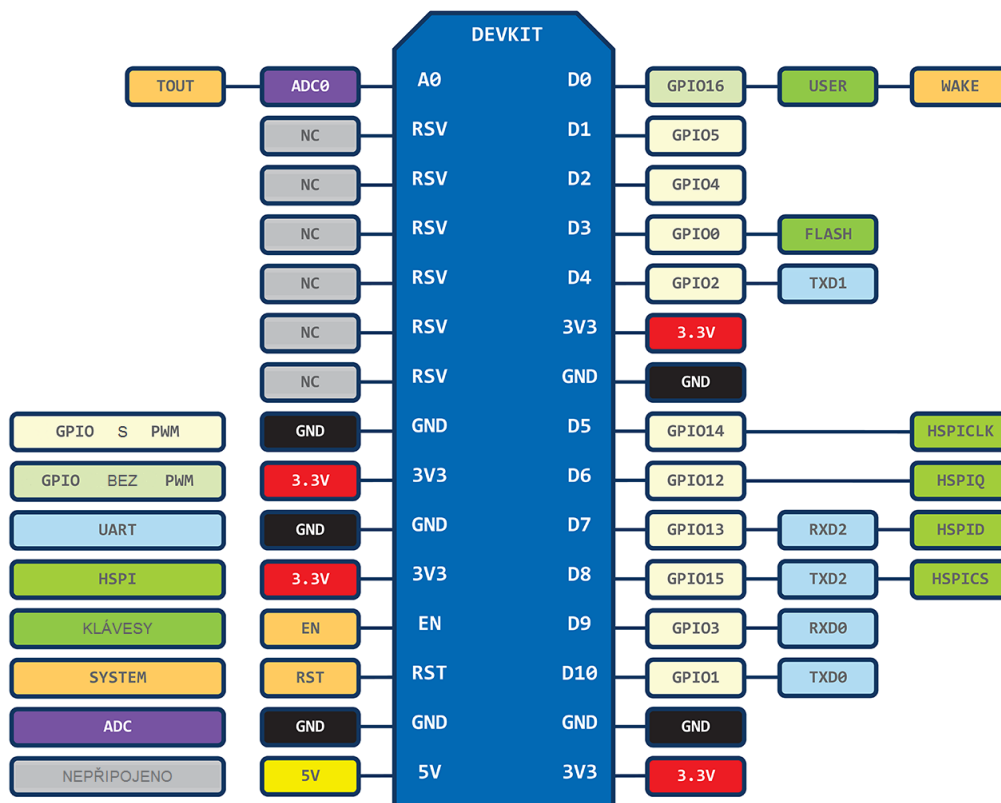 DEVKIT
TOUT ADC0 A0 D0 GPIO16 USER WAKE
NC RSV D1 GPIO5
NC RSV D2 GPIO4
NC RSV D3 GPIO0 FLASH
NC RSV D4 GPIO2 TXD1
NC RSV 3V3 3.3V
NC RSV GND GND
GPIO S PWM GND GND D5 GPIO14 HSPICLK
GPIO BEZ PWM 3.3V 3V3 D6 GPIO12 HSPIQ
UART GND GND D7 GPIO13 RXD2 HSPID
HSPI 3.3V 3V3 D8 GPIO15 TXD2 HSPICS
KLÁVESY EN EN D9 GPIO3 RXD0
SYSTEM RST RST D10 GPIO1 TXD0
ADC GND GND GND GND
NEPŘIPOJENO 5V 5V 3V3 3.3V